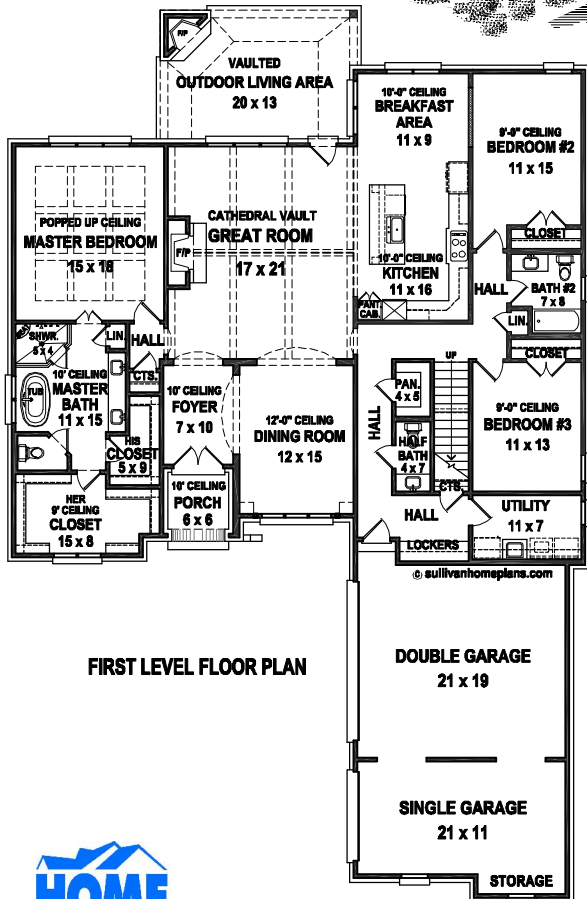 F/P
VAULTED
OUTDOOR LIVING AREA
20 x 13
10'-0" CEILING
BREAKFAST
AREA
11 x 9
9'-0" CEILING
BEDROOM #2
11 x 15
CLOSET
POPPED UP CEILING
MASTER BEDROOM
15 x 18
F/P
CATHEDRAL VAULT
GREAT ROOM
17 x 21
10'-0" CEILING
KITCHEN
11 x 16
PANT.
CAB.
HALL
BATH #2
7 x 8
LIN.
CLOSET
SHWR.
5 x 4
LIN.
HALL
CTS.
TUB
10' CEILING
MASTER
BATH
11 x 15
HIS
CLOSET
5 x 9
HER
9' CEILING
CLOSET
15 x 8
10' CEILING
FOYER
7 x 10
10' CEILING
PORCH
6 x 6
12'-0" CEILING
DINING ROOM
12 x 15
UP
PAN.
4 x 5
HALL
HALF
BATH
4 x 7
CTS.
9'-0" CEILING
BEDROOM #3
11 x 13
HALL
LOCKERS
UTILITY
11 x 7
© sullivanhomeplans.com
FIRST LEVEL FLOOR PLAN
DOUBLE GARAGE
21 x 19
SINGLE GARAGE
21 x 11
STORAGE
HOME